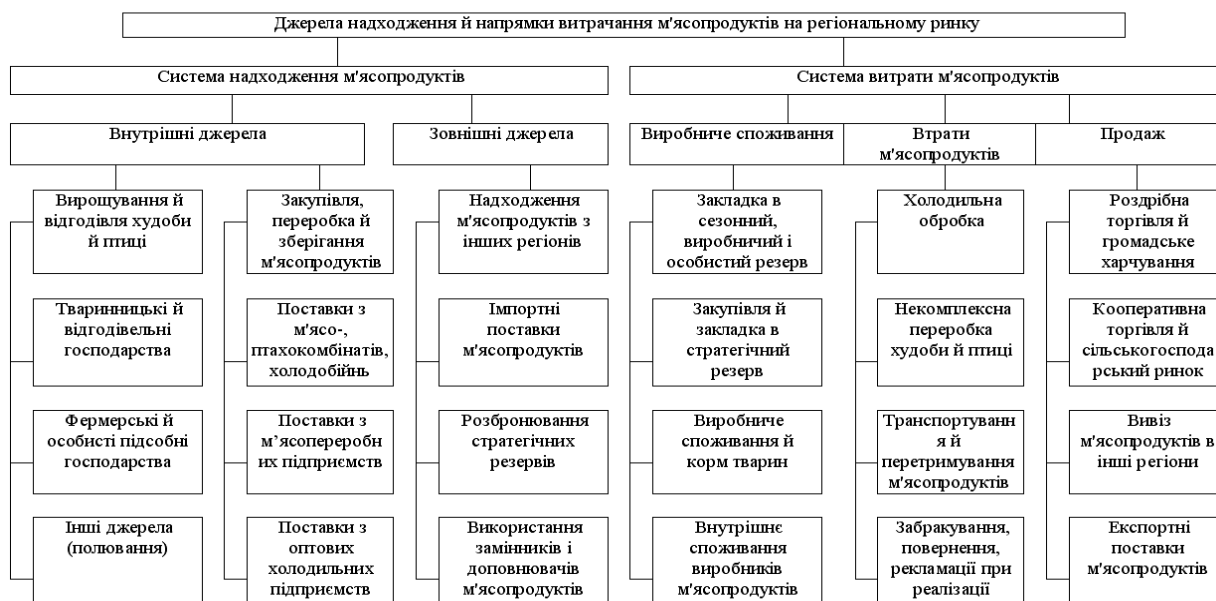 Джерела надходження й напрямки витрачання м'ясопродуктів на регіональному ринку
Система надходження м'ясопродуктів
Система витрати м'ясопродуктів
Внутрішні джерела
Зовнішні джерела
Виробниче споживання
Втрати
м'ясопродуктів
Продаж
Вирощування й
відгодівля худоби
й птиці
Закупівля,
переробка й
зберігання
м'ясопродуктів
Надходження
м'ясопродуктів з
інших регіонів
Закладка в
сезонний,
виробничий і
особистий резерв
Холодильна
обробка
Роздрібна
торгівля й
громадське
харчування
Тваринницькі й
відгодівельні
господарства
Поставки з
м'ясо-,
птахокомбінатів,
холодобійнь
Імпортні
поставки
м'ясопродуктів
Закупівля й
закладка в
стратегічний
резерв
Некомплексна
переробка
худоби й птиці
Кооперативна
торгівля й
сільськогоспода
рський ринок
Фермерські й
особисті підсобні
господарства
Поставки з
м’ясопереробн
их підприємств
Розбронювання
стратегічних
резервів
Виробниче
споживання й
корм тварин
Транспортуванн
я й
перетримування
м'ясопродуктів
Вивіз
м'ясопродуктів в
інші регіони
Інші джерела
(полювання)
Поставки з
оптових
холодильних
підприємств
Використання
замінників і
доповнювачів
м'ясопродуктів
Внутрішнє
споживання
виробників
м'ясопродуктів
Забракування,
повернення,
рекламації при
реалізації
Експортні
поставки
м'ясопродуктів